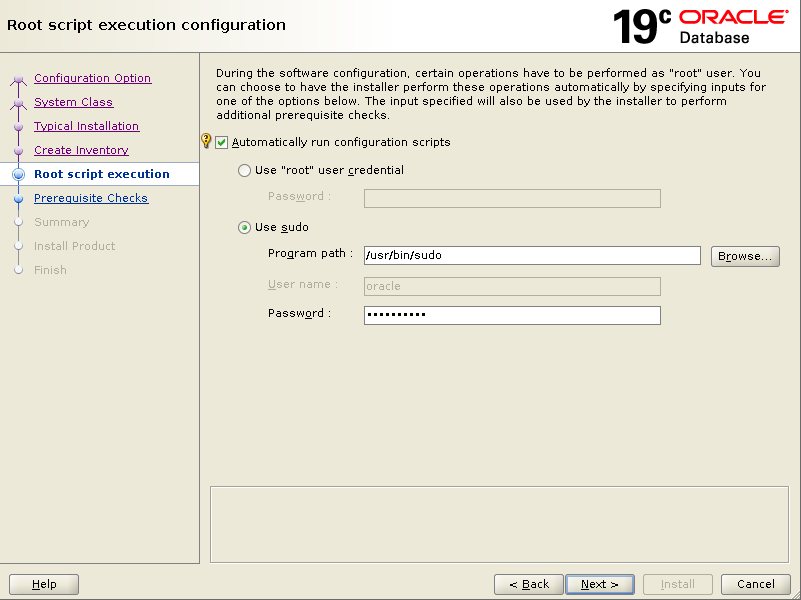 Root script execution configuration
19c ORACLE
Database
Configuration Option
System Class
Typical Installation
Create Inventory
Root script execution
Prerequisite Checks
Summary
Install Product
Finish
During the software configuration, certain operations have to be performed as "root" user. You
can choose to have the installer perform these operations automatically by specifying inputs for
one of the options below. The input specified will also be used by the installer to perform
additional prerequisite checks.
Automatically run configuration scripts
Use "root" user credential
Password :
Use sudo
Program path : /usr/bin/sudo Browse...
User name : oracle
Password : ••••••••••
Help < Back Next > Install Cancel